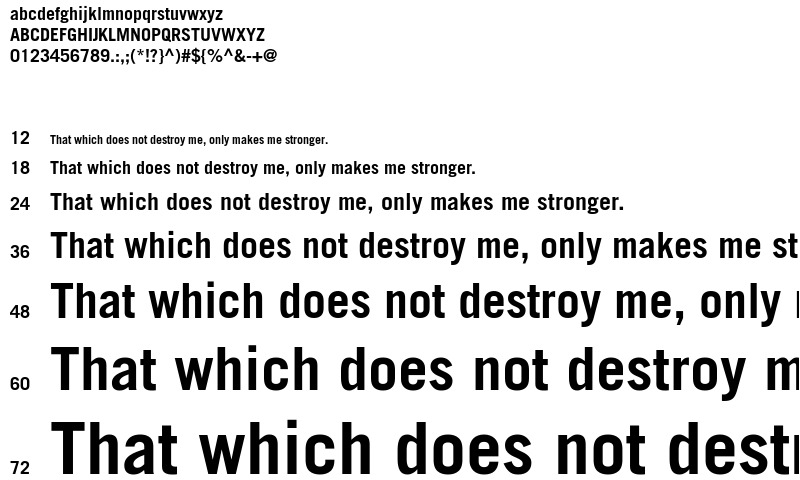 abcdefghijklmnopqrstuvwxyz
ABCDEFGHIJKLMNOPQRSTUVWXYZ
0123456789.:,;(*!?}^)#${%^&-+@
12 That which does not destroy me, only makes me stronger.
18 That which does not destroy me, only makes me stronger.
24 That which does not destroy me, only makes me stronger.
36 That which does not destroy me, only makes me st
48 That which does not destroy me, only
60 That which does not destroy m
72 That which does not destr